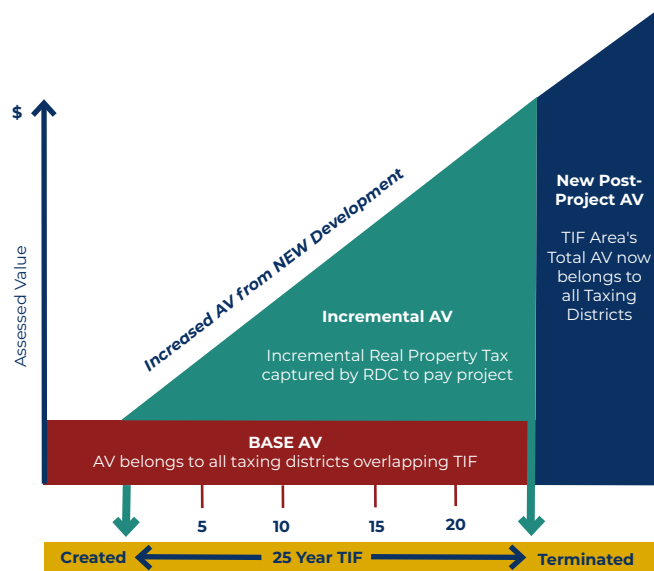 $
Assessed Value
Increased AV from NEW Development
New Post-
Project AV
TIF Area's
Total AV now
belongs to
all Taxing
Districts
Incremental AV
Incremental Real Property Tax
captured by RDC to pay project
BASE AV
AV belongs to all taxing districts overlapping TIF
5
10
15
20
Created
25 Year TIF
Terminated